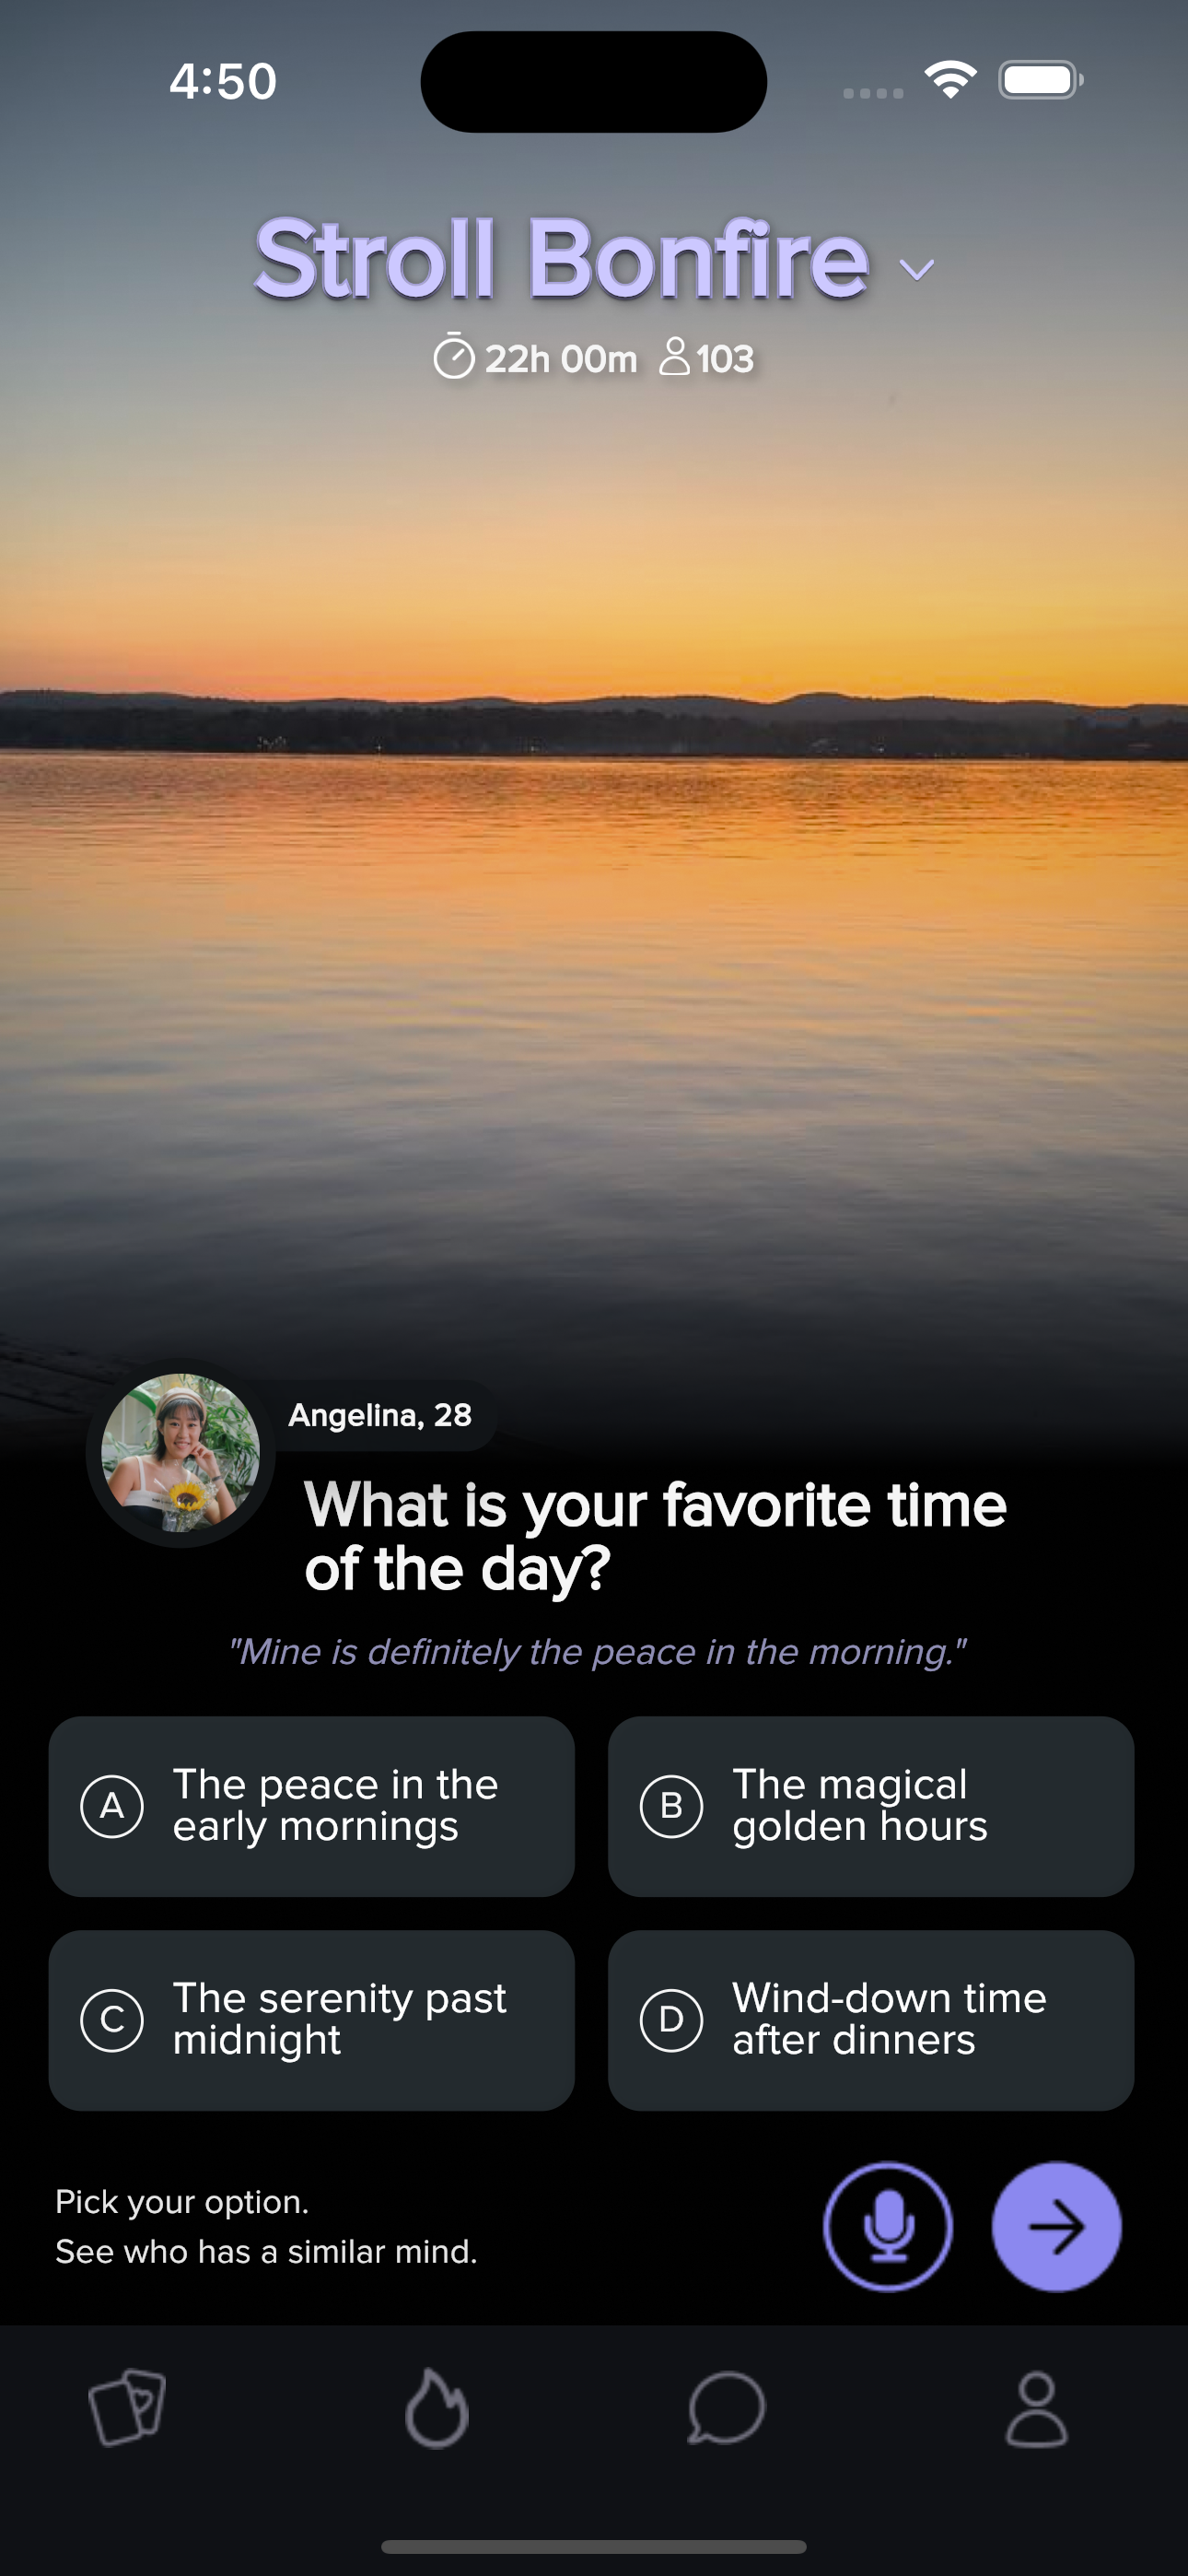 4:50
Stroll Bonfire
22h 00m 103
Angelina, 28
What is your favorite time
of the day?
"Mine is definitely the peace in the morning."
A
The peace in the
early mornings
B
The magical
golden hours
C
The serenity past
midnight
D
Wind-down time
after dinners
Pick your option.
See who has a similar mind.